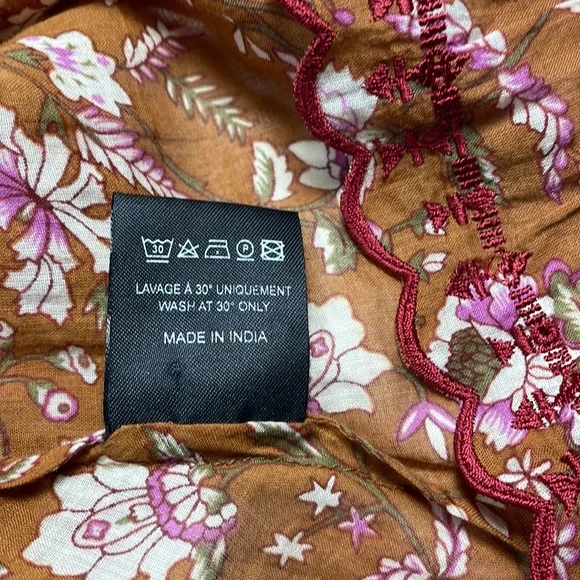 30 P
LAVAGE À 30° UNIQUEMENT
WASH AT 30° ONLY
MADE IN INDIA